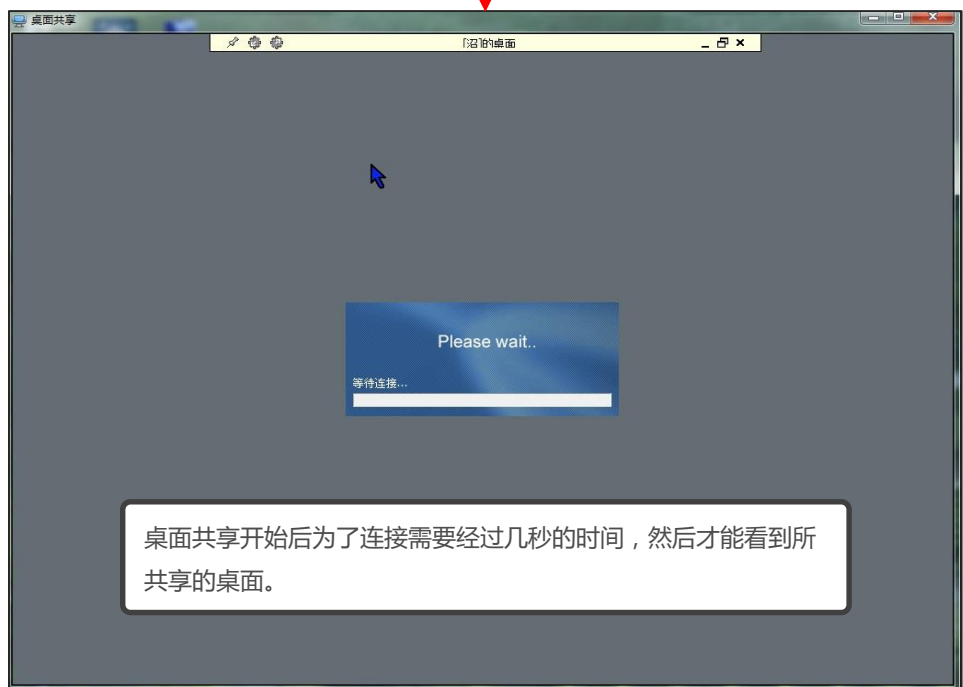 桌面共享
「沼」的桌面
Please wait..
等待连接...
桌面共享开始后为了连接需要经过几秒的时间，然后才能看到所
共享的桌面。